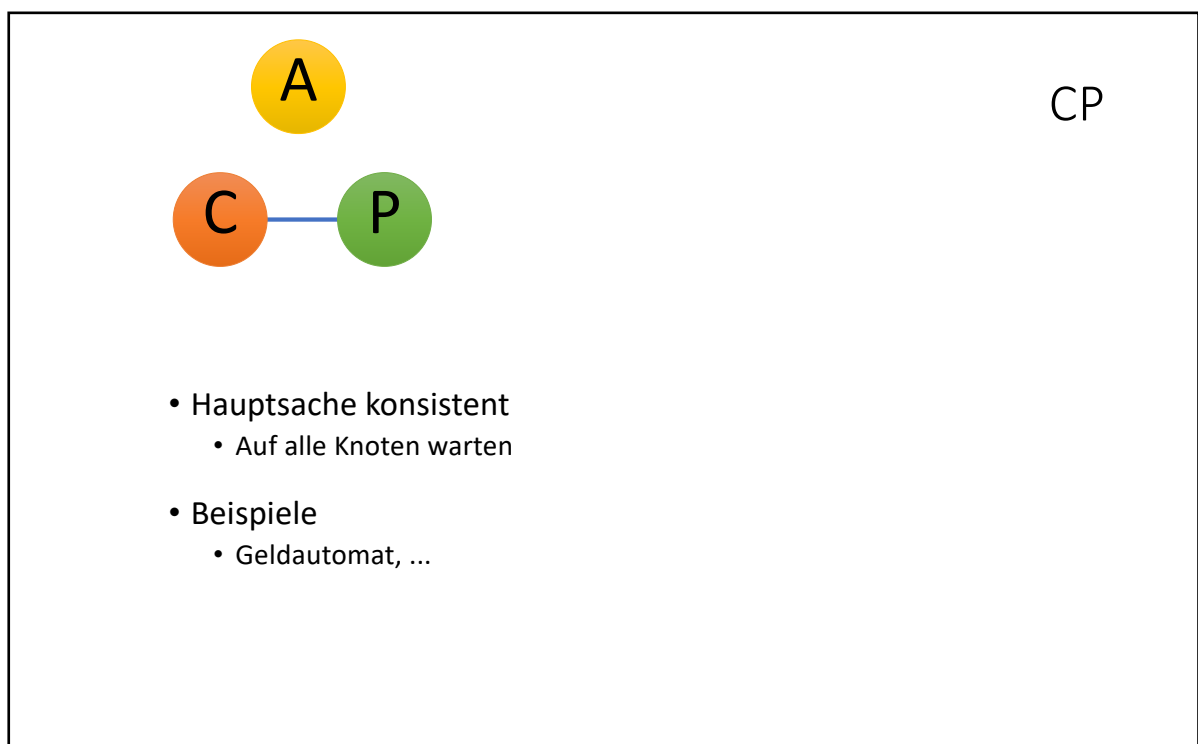 A
CP
C P
• Hauptsache konsistent
• Auf alle Knoten warten
• Beispiele
• Geldautomat, ...